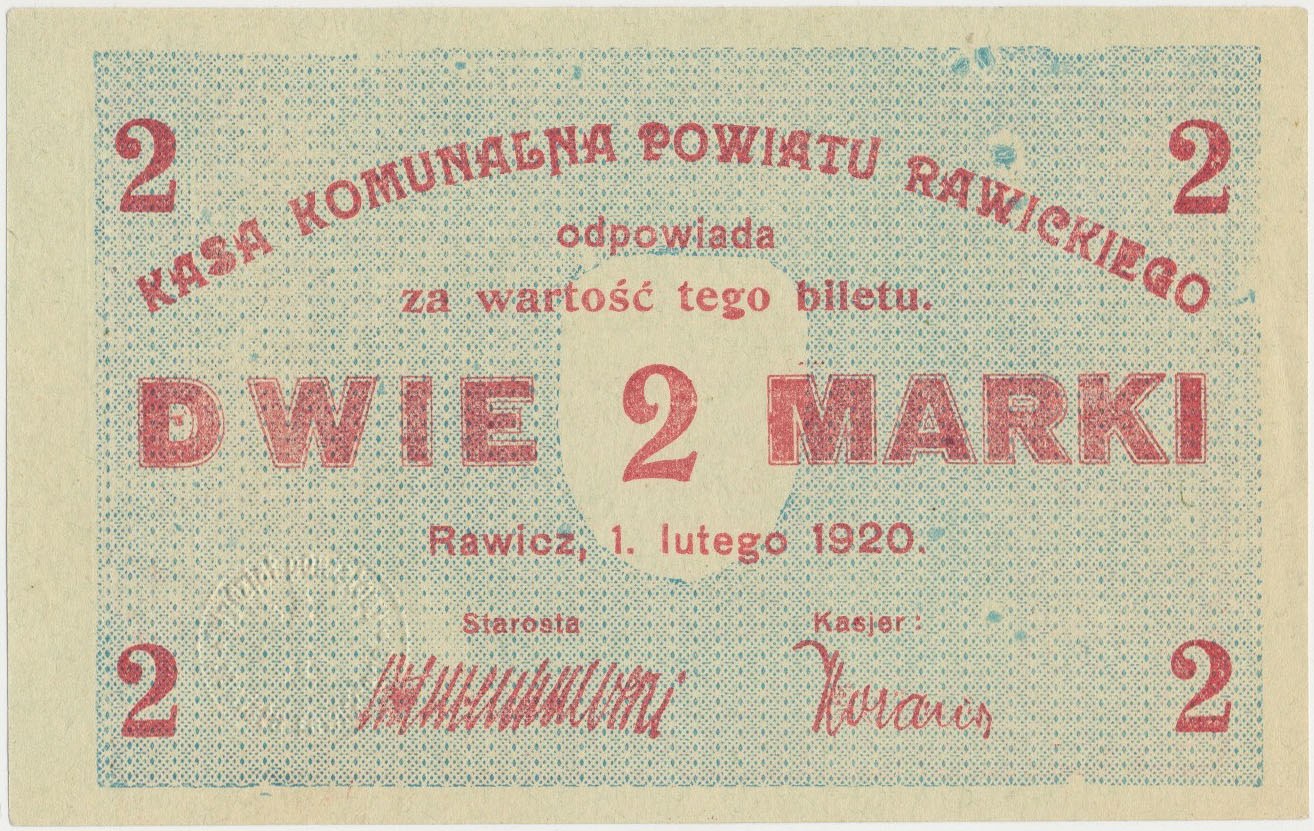 2 2
KASA KOMUNALNA POWIATU RAWICKIEGO
odpowiada
za wartość tego biletu.
DWIE 2 MARKI
Rawicz, 1. lutego 1920.
Starosta Kasjer:
2 2